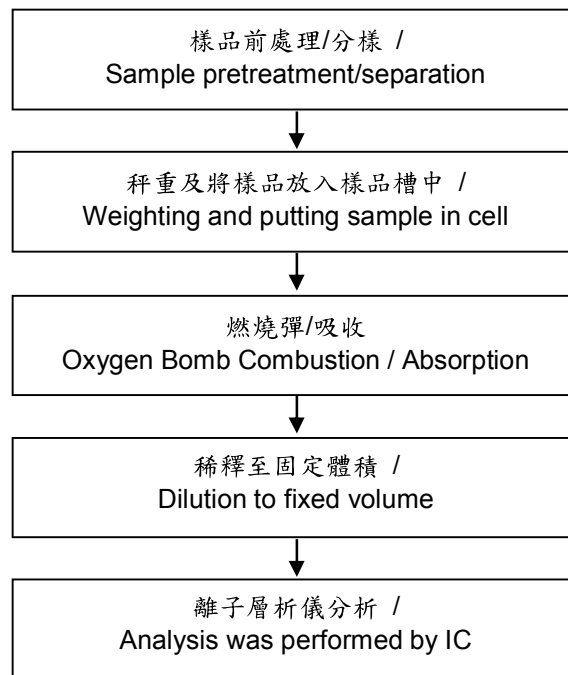 樣品前處理/分樣 /
Sample pretreatment/separation
秤重及將樣品放入樣品槽中 /
Weighting and putting sample in cell
燃燒彈/吸收
Oxygen Bomb Combustion / Absorption
稀釋至固定體積 /
Dilution to fixed volume
離子層析儀分析 /
Analysis was performed by IC